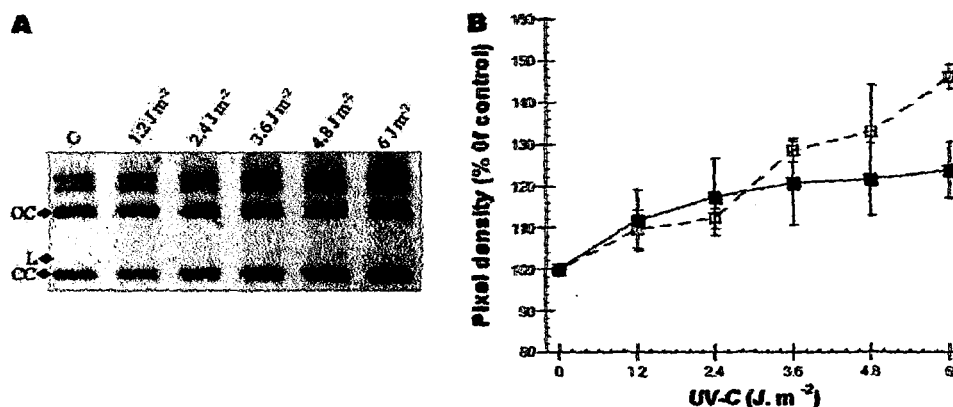 A
C
1.2 J m-2
2.4 J m-2
3.6 J m-2
4.8 J m-2
6 J m-2
OC
L
CC
B
Pixel density (% Of control)
160
150
140
130
120
110
100
90
80
0
1.2
2.4
3.6
4.8
6
UV-C (J. m-2)